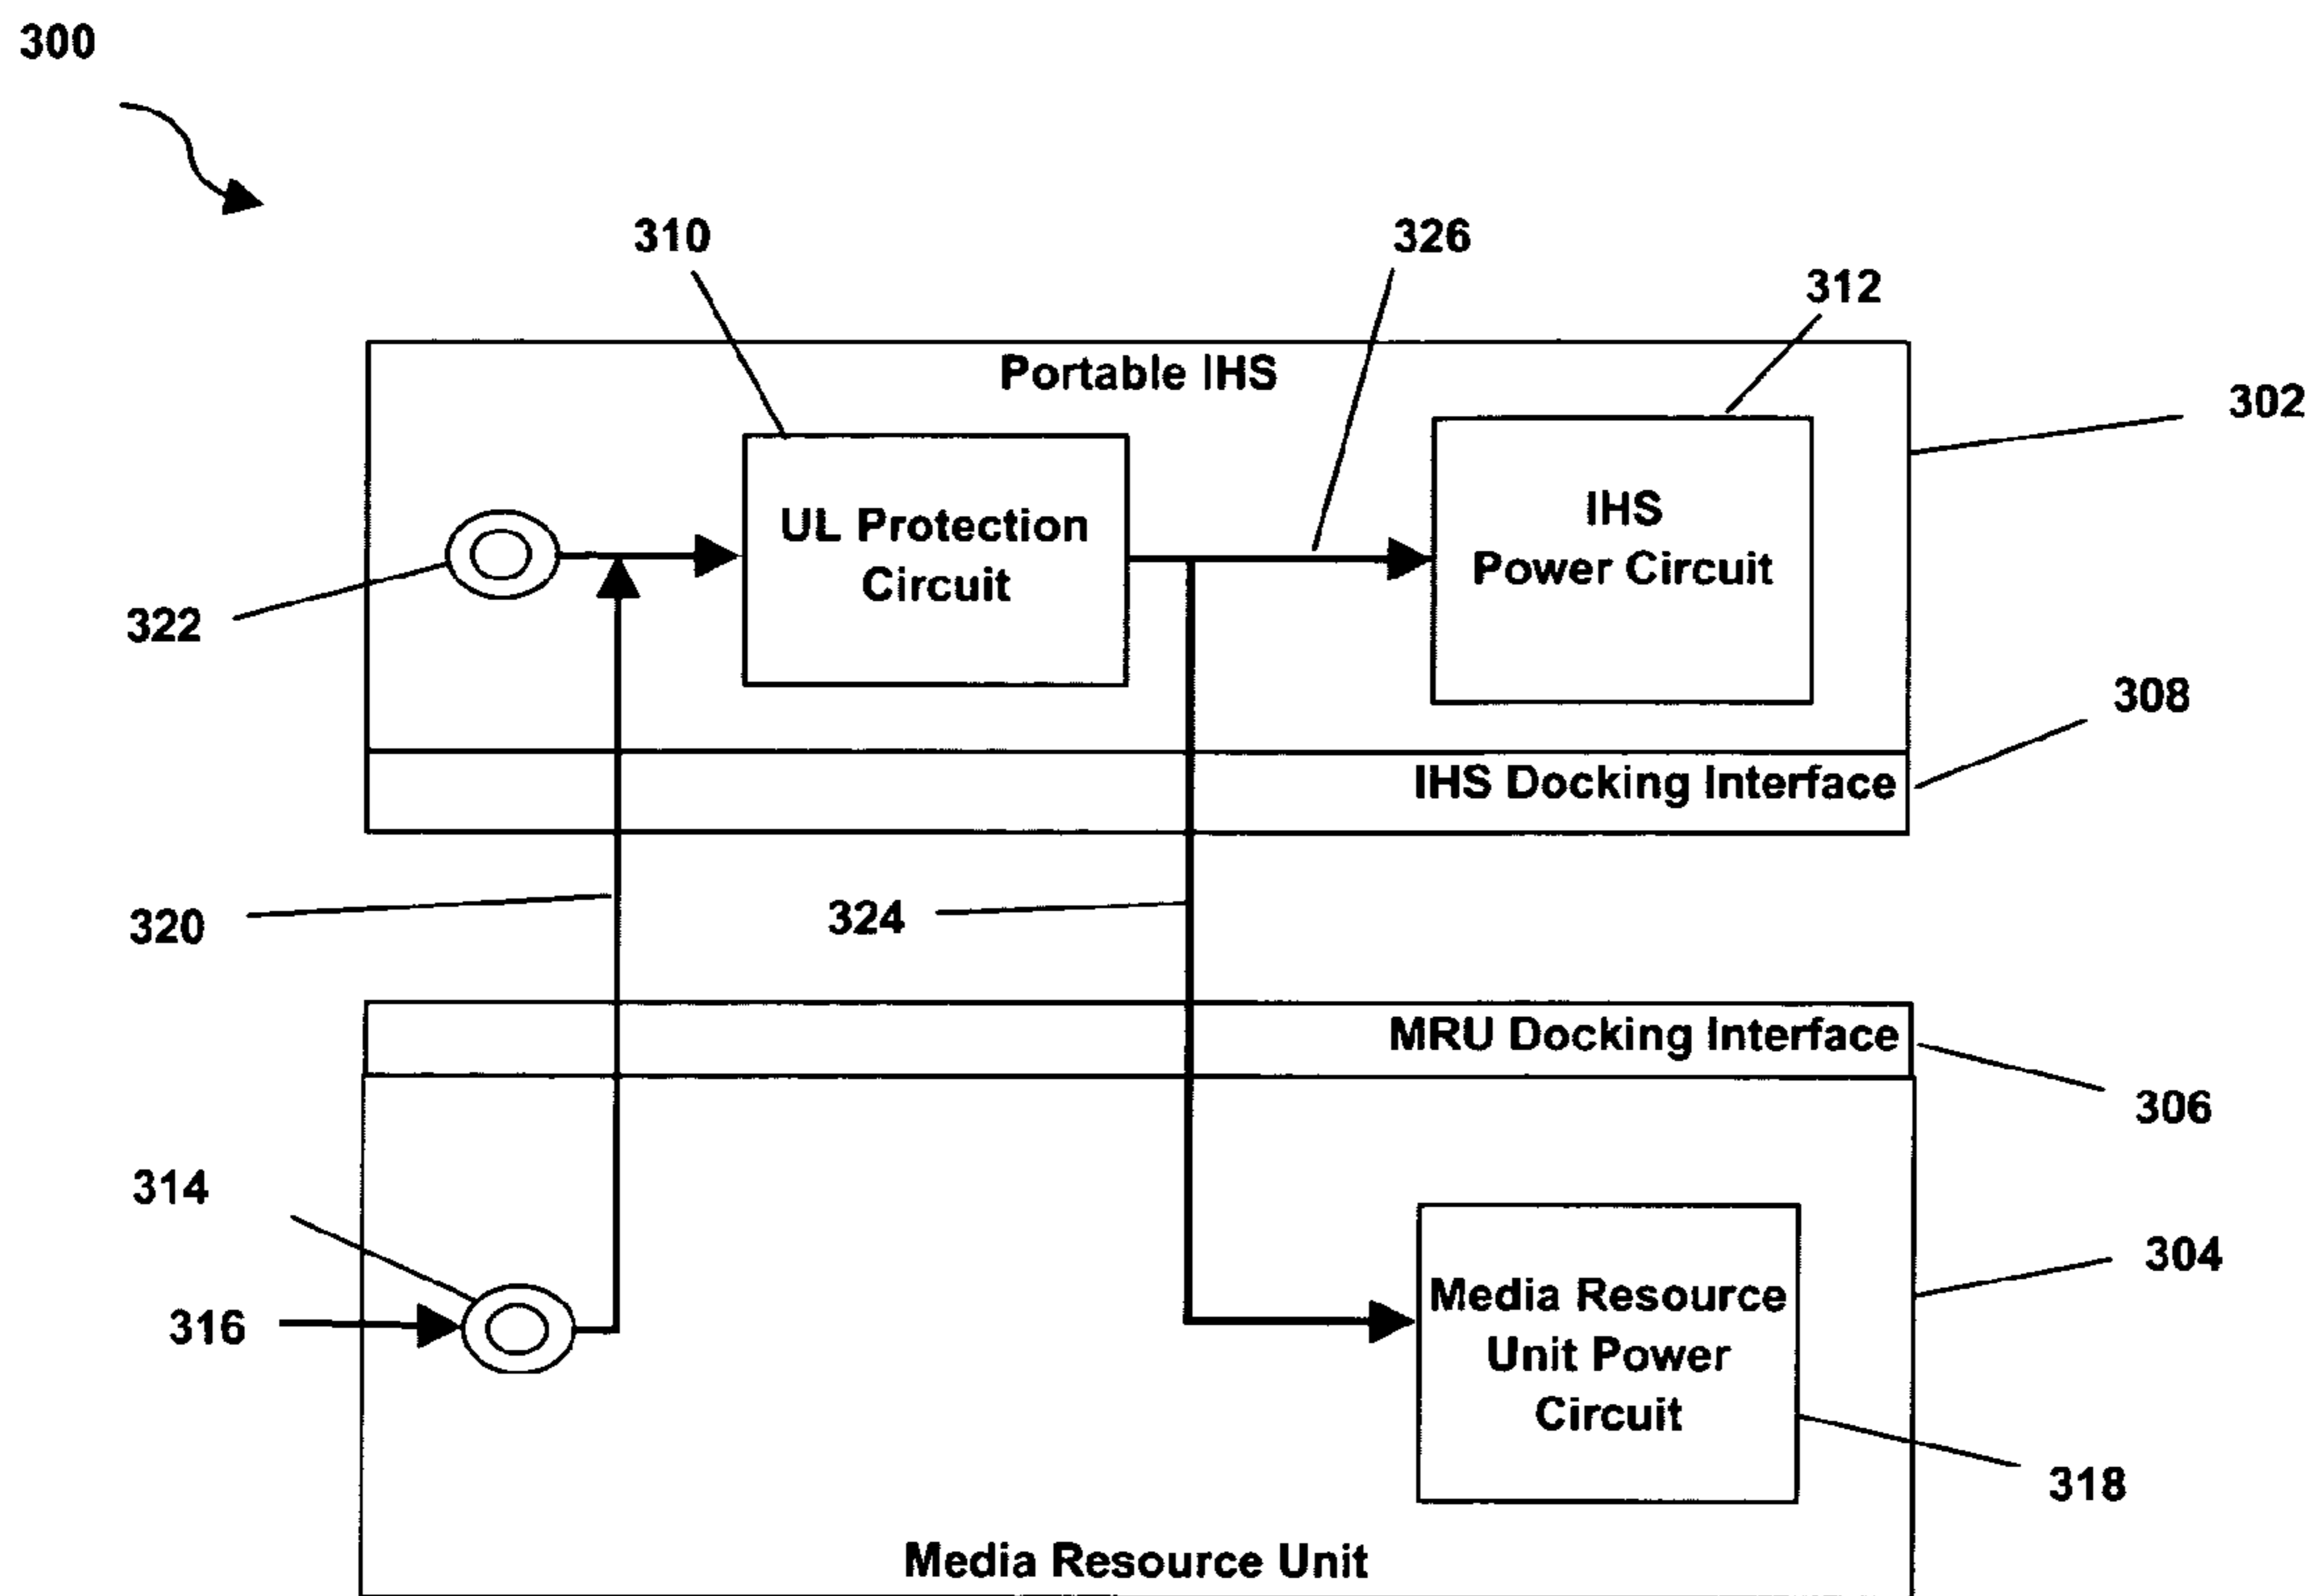 300
310
326
312
Portable IHS
302
UL Protection
Circuit
IHS
Power Circuit
322
308
IHS Docking Interface
320
324
MRU Docking Interface
306
314
304
316
Media Resource
Unit Power
Circuit
318
Media Resource Unit